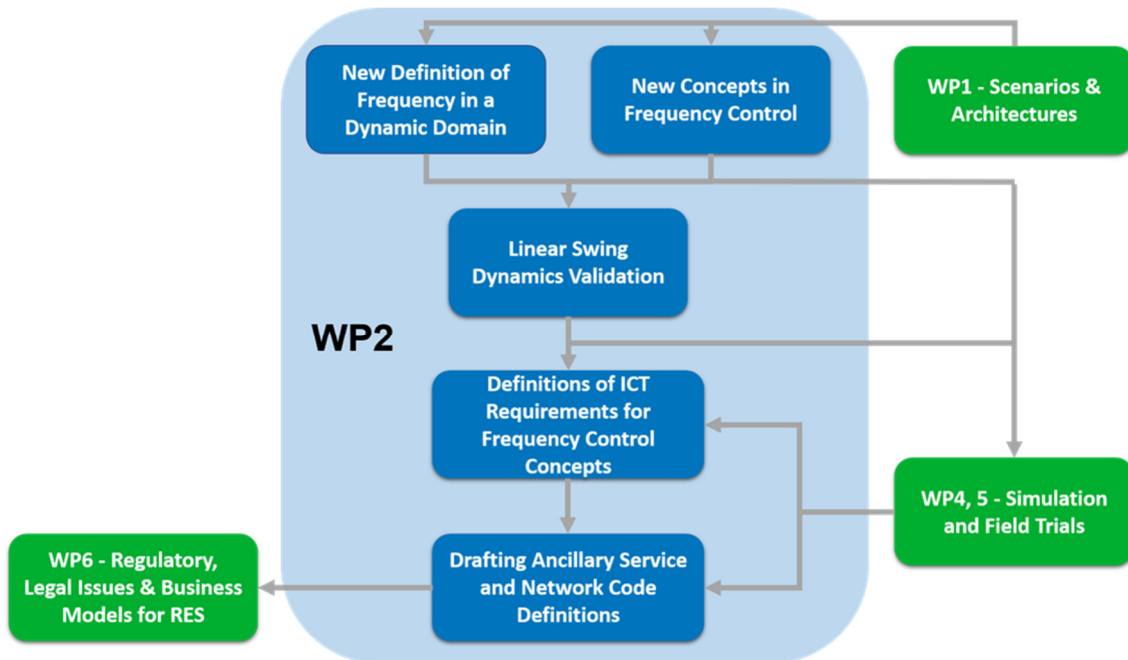 New Definition of
Frequency in a
Dynamic Domain
New Concepts in
Frequency Control
WP1 - Scenarios &
Architectures
Linear Swing
Dynamics Validation
WP2
Definitions of ICT
Requirements for
Frequency Control
Concepts
WP4, 5 - Simulation
and Field Trials
WP6 - Regulatory,
Legal Issues & Business
Models for RES
Drafting Ancillary Service
and Network Code
Definitions